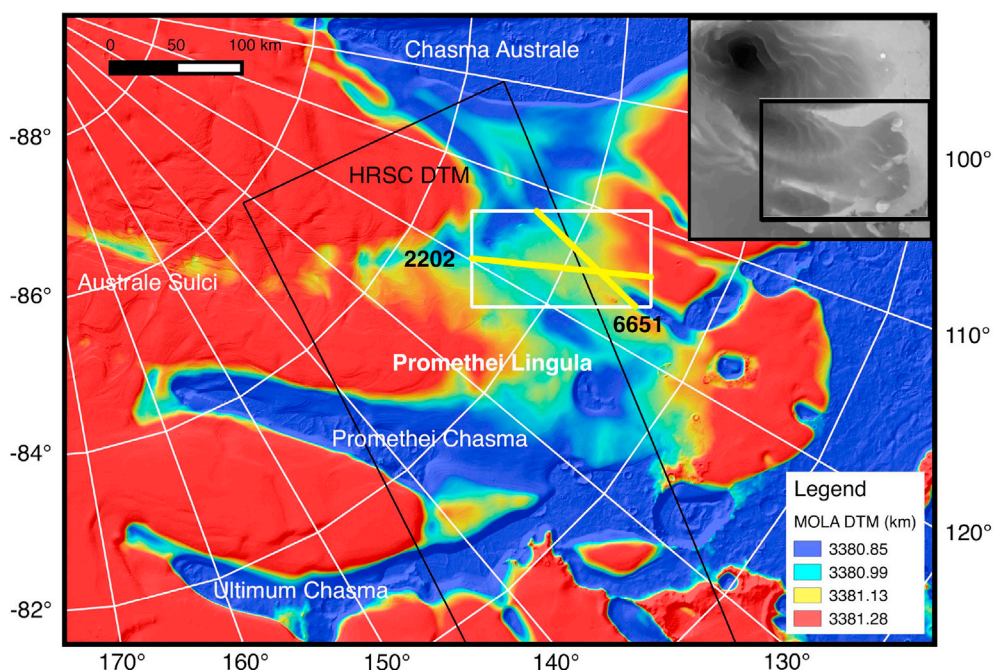 0 50 100 km
Chasma Australe
-88°
100°
HRSC DTM
2202
Australe Sulci
-86°
6651
110°
Promethei Lingula
Promethei Chasma
-84°
Legend
MOLA DTM (km)
3380.85
3380.99
3381.13
3381.28
120°
Ultimum Chasma
-82°
170° 160° 150° 140° 130°